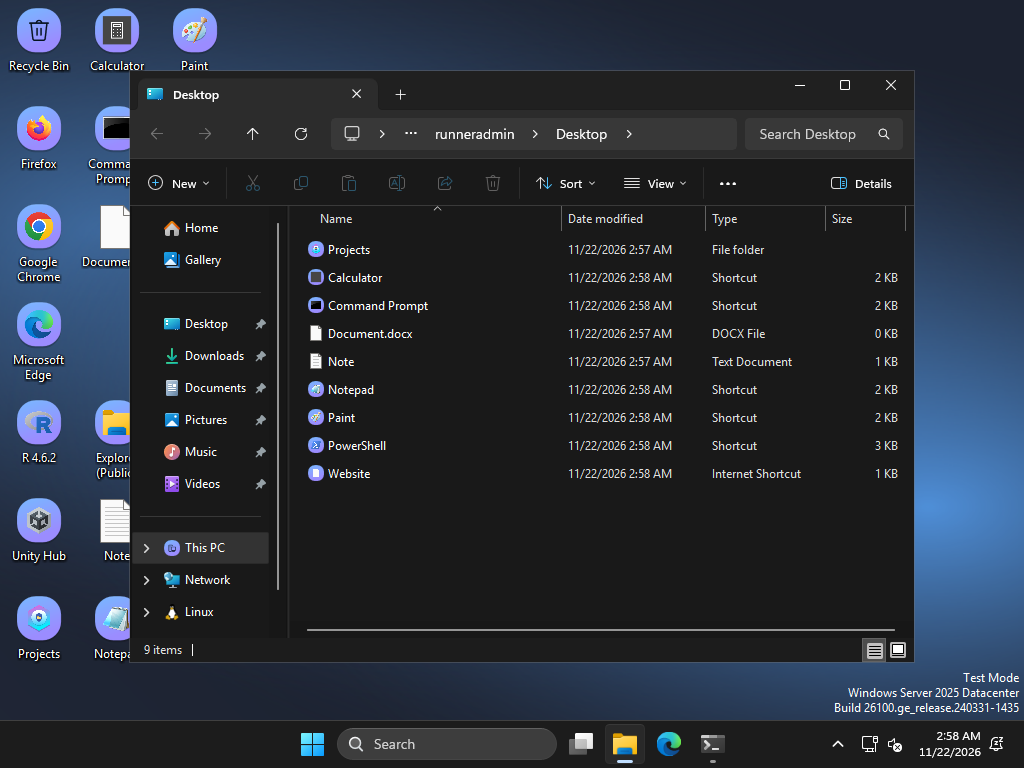 Recycle Bin
Calculator
Paint
Firefox
Comma
Promp
Google
Chrome
Documen
Microsoft
Edge
R 4.6.2
Explor
(Public
Unity Hub
Note
Projects
Notepa
Desktop
runneradmin
Desktop
Search Desktop
New
Sort
View
Details
Home
Gallery
Desktop
Downloads
Documents
Pictures
Music
Videos
This PC
Network
Linux
Name Date modified Type Size
Projects 11/22/2026 2:57 AM File folder
Calculator 11/22/2026 2:58 AM Shortcut 2 KB
Command Prompt 11/22/2026 2:58 AM Shortcut 2 KB
Document.docx 11/22/2026 2:57 AM DOCX File 0 KB
Note 11/22/2026 2:57 AM Text Document 1 KB
Notepad 11/22/2026 2:58 AM Shortcut 2 KB
Paint 11/22/2026 2:58 AM Shortcut 2 KB
PowerShell 11/22/2026 2:58 AM Shortcut 3 KB
Website 11/22/2026 2:58 AM Internet Shortcut 1 KB
9 items
Test Mode
Windows Server 2025 Datacenter
Build 26100.ge_release.240331-1435
Search
2:58 AM
11/22/2026